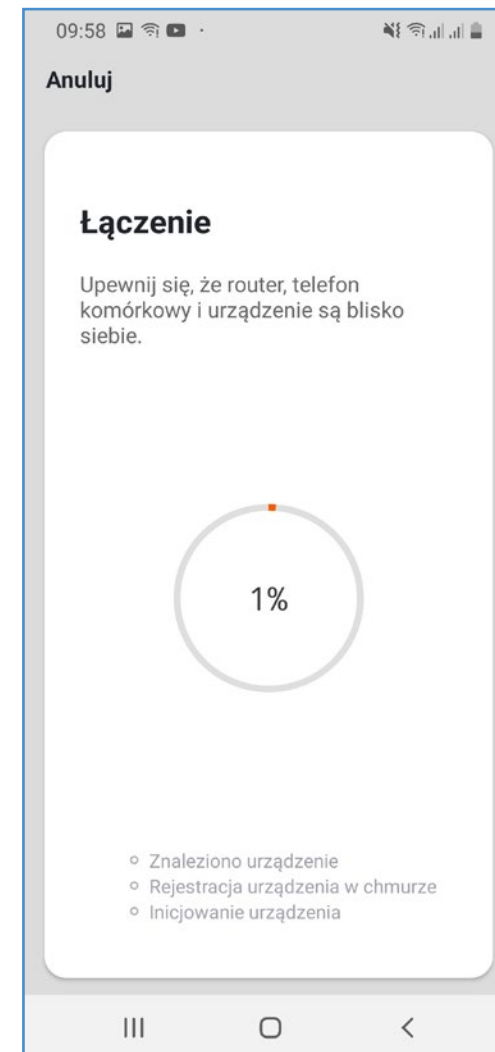 09:58
Anuluj
Łączenie
Upewnij się, że router, telefon
komórkowy i urządzenie są blisko
siebie.
1%
Znaleziono urządzenie
Rejestracja urządzenia w chmurze
Inicjowanie urządzenia